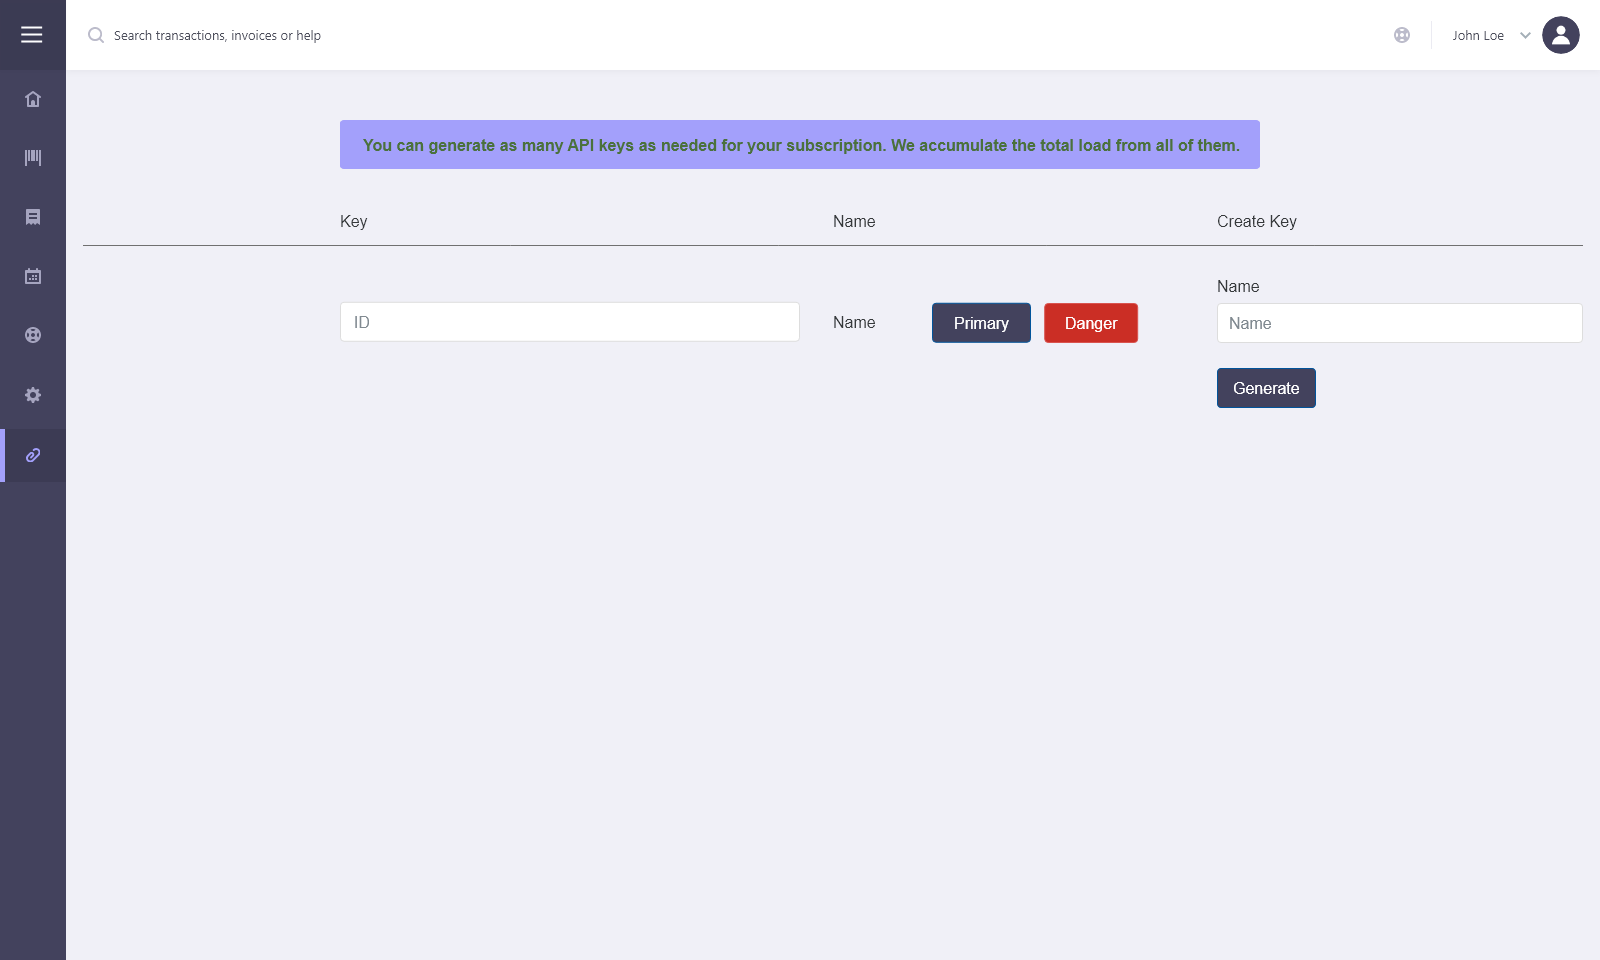 Search transactions, invoices or help
John Loe
You can generate as many API keys as needed for your subscription. We accumulate the total load from all of them.
Key
Name
Create Key
Name
ID
Name
Primary
Danger
Name
Generate